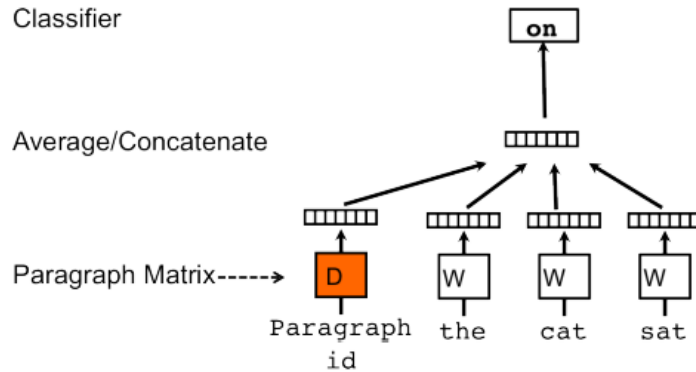 Classifier
on
Average/Concatenate
Paragraph Matrix
D
W
W
W
Paragraph
id
the
cat
sat